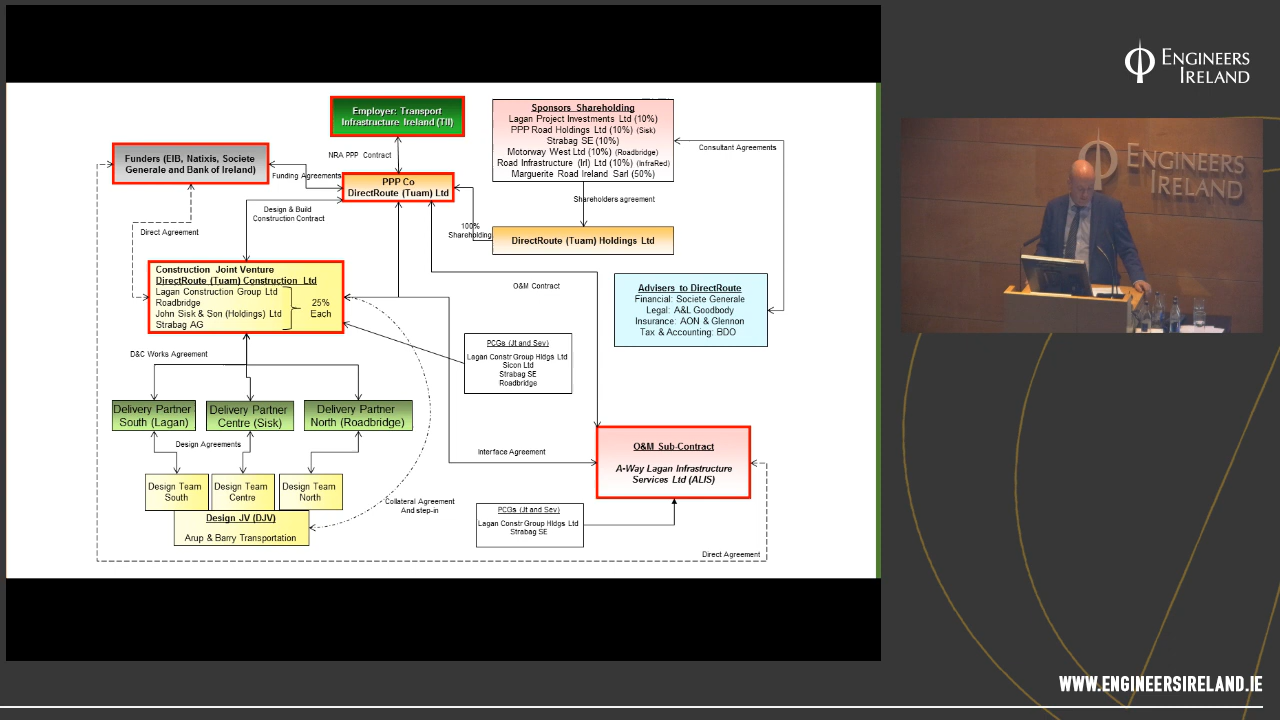 ENGINEERS
IRELAND
Employer: Transport
Infrastructure Ireland (TII)
Sponsors Shareholding
Lagan Project Investments Ltd (10%)
PPP Road Holdings Ltd (10%) (Sisk)
Strabag SE (10%)
Motorway West Ltd (10%) (Roadbridge)
Road Infrastructure (Irl) Ltd (10%) (InfraRed)
Marguerite Road Ireland Sarl (50%)
Consultant Agreements
NRA PPP Contract
Funders (EIB, Natixis, Societe
Generale and Bank of Ireland)
Funding Agreements
PPP Co
DirectRoute (Tuam) Ltd
Design & Build
Construction Contract
Shareholders agreement
Direct Agreement
100%
Shareholding
DirectRoute (Tuam) Holdings Ltd
Construction Joint Venture
DirectRoute (Tuam) Construction Ltd
Lagan Construction Group Ltd
Roadbridge
John Sisk & Son (Holdings) Ltd
Strabag AG
25%
Each
O&M Contract
Advisers to DirectRoute
Financial: Societe Generale
Legal: A&L Goodbody
Insurance: AON & Glennon
Tax & Accounting: BDO
PCGs (Jt and Sev)
Lagan Constr Group Hldgs Ltd
Sicon Ltd
Strabag SE
Roadbridge
D&C Works Agreement
Delivery Partner
South (Lagan)
Delivery Partner
Centre (Sisk)
Delivery Partner
North (Roadbridge)
Design Agreements
Interface Agreement
O&M Sub-Contract
A-Way Lagan Infrastructure
Services Ltd (ALIS)
Design Team
South
Design Team
Centre
Design Team
North
Collateral Agreement
And step-in
Design JV (DJV)
Arup & Barry Transportation
PCGs (Jt and Sev)
Lagan Constr Group Hldgs Ltd
Strabag SE
Direct Agreement
ENGINEERS
IRELAND
WWW.ENGINEERSIRELAND.IE